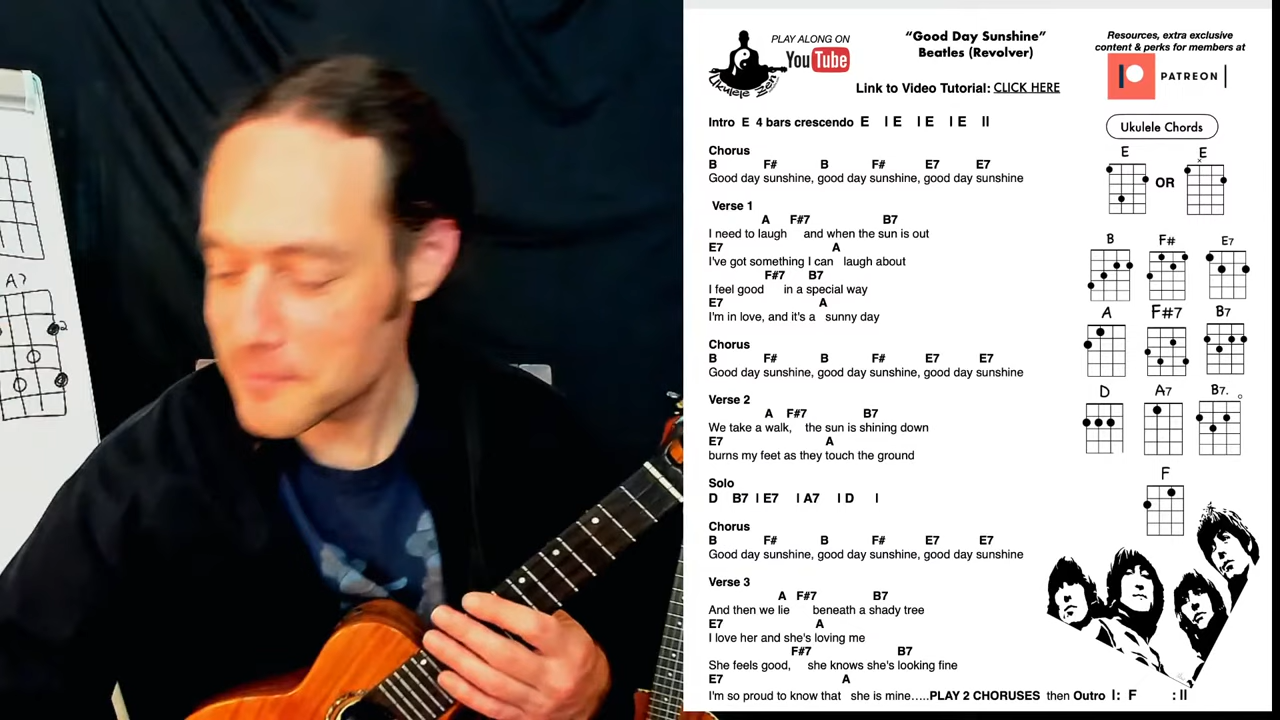 A7
2
PLAY ALONG ON
YouTube
Ukulele Zen
"Good Day Sunshine"
Beatles (Revolver)
Resources, extra exclusive
content & perks for members at
PATREON
Link to Video Tutorial: CLICK HERE
Intro E 4 bars crescendo E I E I E I E II
Ukulele Chords
Chorus
B F# B F# E7 E7
Good day sunshine, good day sunshine, good day sunshine
Verse 1
A F#7 B7
I need to laugh and when the sun is out
E7 A
I've got something I can laugh about
F#7 B7
I feel good in a special way
E7 A
I'm in love, and it's a sunny day
Chorus
B F# B F# E7 E7
Good day sunshine, good day sunshine, good day sunshine
Verse 2
A F#7 B7
We take a walk, the sun is shining down
E7 A
burns my feet as they touch the ground
Solo
D B7 I E7 I A7 I D I
Chorus
B F# B F# E7 E7
Good day sunshine, good day sunshine, good day sunshine
Verse 3
A F#7 B7
And then we lie beneath a shady tree
E7 A
I love her and she's loving me
F#7 B7
She feels good, she knows she's looking fine
E7 A
I'm so proud to know that she is mine.....PLAY 2 CHORUSES then Outro I: F : II
E OR E
x
B F# E7
A F#7 B7
D A7 B7.
F